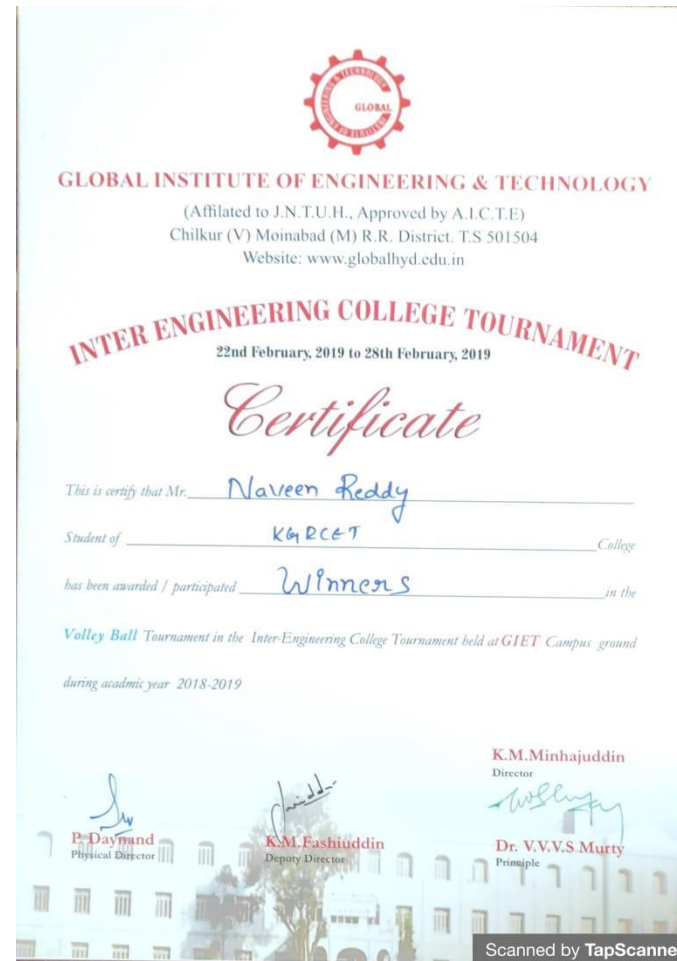 GLOBAL
GLOBAL INSTITUTE OF ENGINEERING & TECHNOLOGY
(Affilated to J.N.T.U.H., Approved by A.I.C.T.E)
Chilkur (V) Moinabad (M) R.R. District. T.S 501504
Website: www.globalhyd.edu.in
INTER ENGINEERING COLLEGE TOURNAMENT
22nd February, 2019 to 28th February, 2019
Certificate
This is certify that Mr. Naveen Reddy
Student of KGRCET College
has been awarded / participated Winners in the
Volley Ball Tournament in the Inter-Engineering College Tournament held at GIET Campus ground
during acadmic year 2018-2019
K.M.Minhajuddin
Director
P. Daynand
Physical Director
K.M.Fashiuddin
Deputy Director
Dr. V.V.V.S Murty
Principle
Scanned by TapScanne